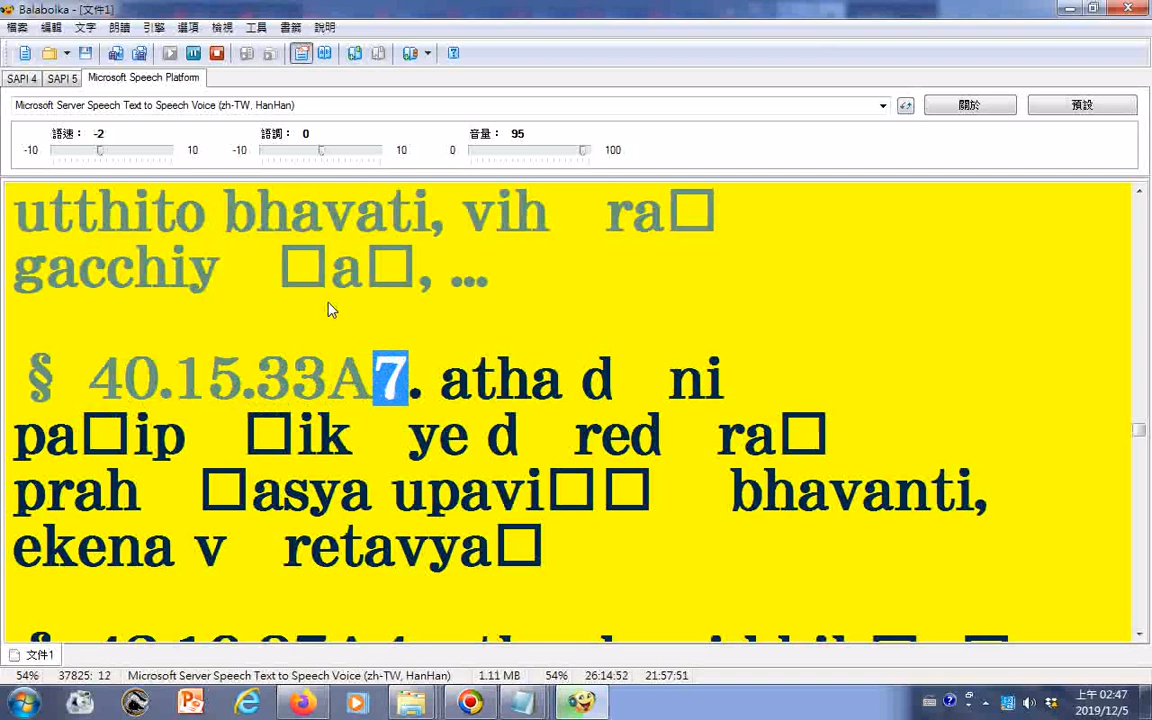 Balabolka - [文件1]
檔案 編輯 文字 朗讀 引擎 選項 檢視 工具 書籤 說明
SAPI 4 SAPI 5 Microsoft Speech Platform
Microsoft Server Speech Text to Speech Voice (zh-TW, HanHan) 關於 預設
語速： -2 語調： 0 音量： 95
-10 10 -10 10 0 100
utthito bhavati, vih ra□
gacchiy □a□, ...
§ 40.15.33A7. atha d ni
pa□ip □ik ye d red ra□
prah □asya upavi□□ bhavanti,
ekena v retavya□
文件1
54% 37825: 12 Microsoft Server Speech Text to Speech Voice (zh-TW, HanHan) 1.11 MB 54% 26:14:52 21:57:51
上午 02:47
2019/12/5